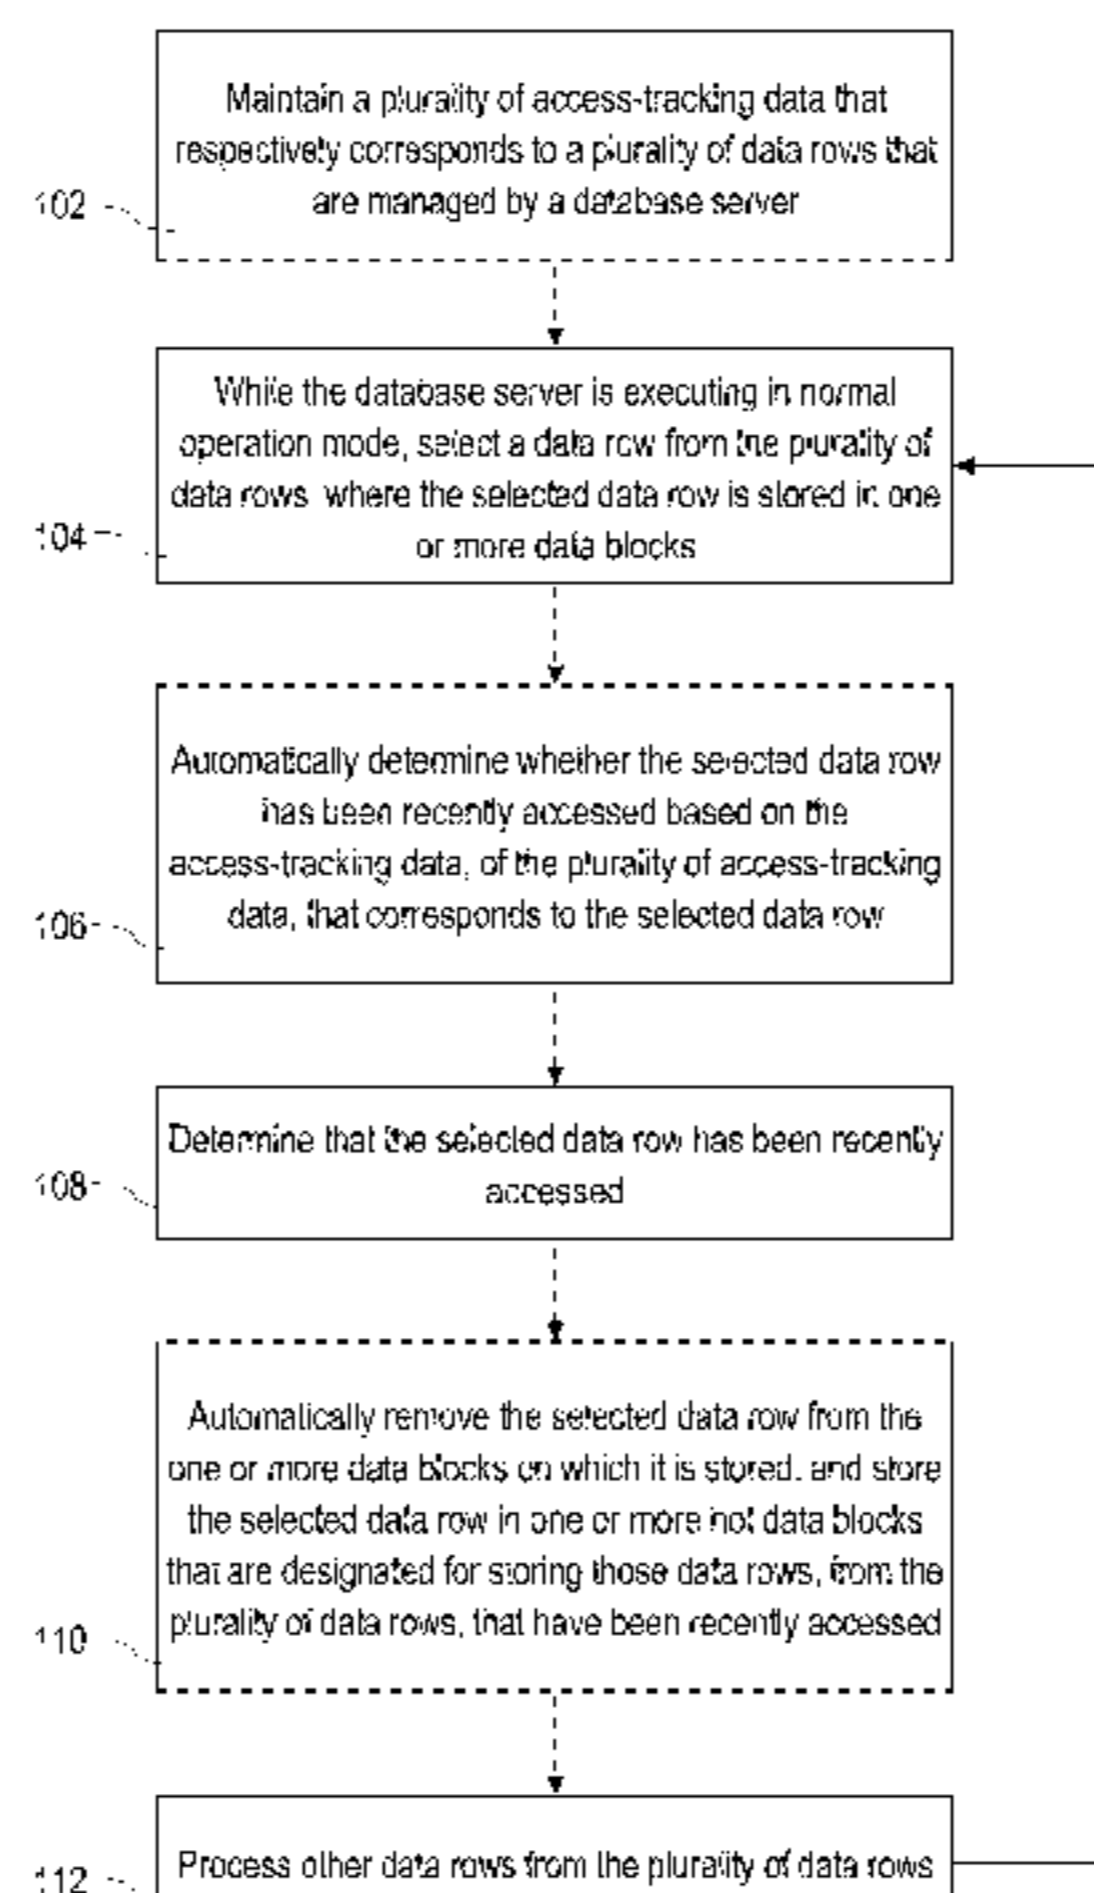 Maintain a plurality of access-tracking data that
respectively corresponds to a plurality of data rows that
are managed by a database server
102
While the database server is executing in normal
operation mode, select a data row from the plurality of
data rows, where the selected data row is stored in one
or more data blocks
104
Automatically determine whether the selected data row
has been recently accessed based on the
access-tracking data, of the plurality of access-tracking
data, that corresponds to the selected data row
106
Determine that the selected data row has been recently
accessed
108
Automatically remove the selected data row from the
one or more data blocks on which it is stored, and store
the selected data row in one or more hot data blocks
that are designated for storing those data rows, from the
plurality of data rows, that have been recently accessed
110
Process other data rows from the plurality of data rows
112